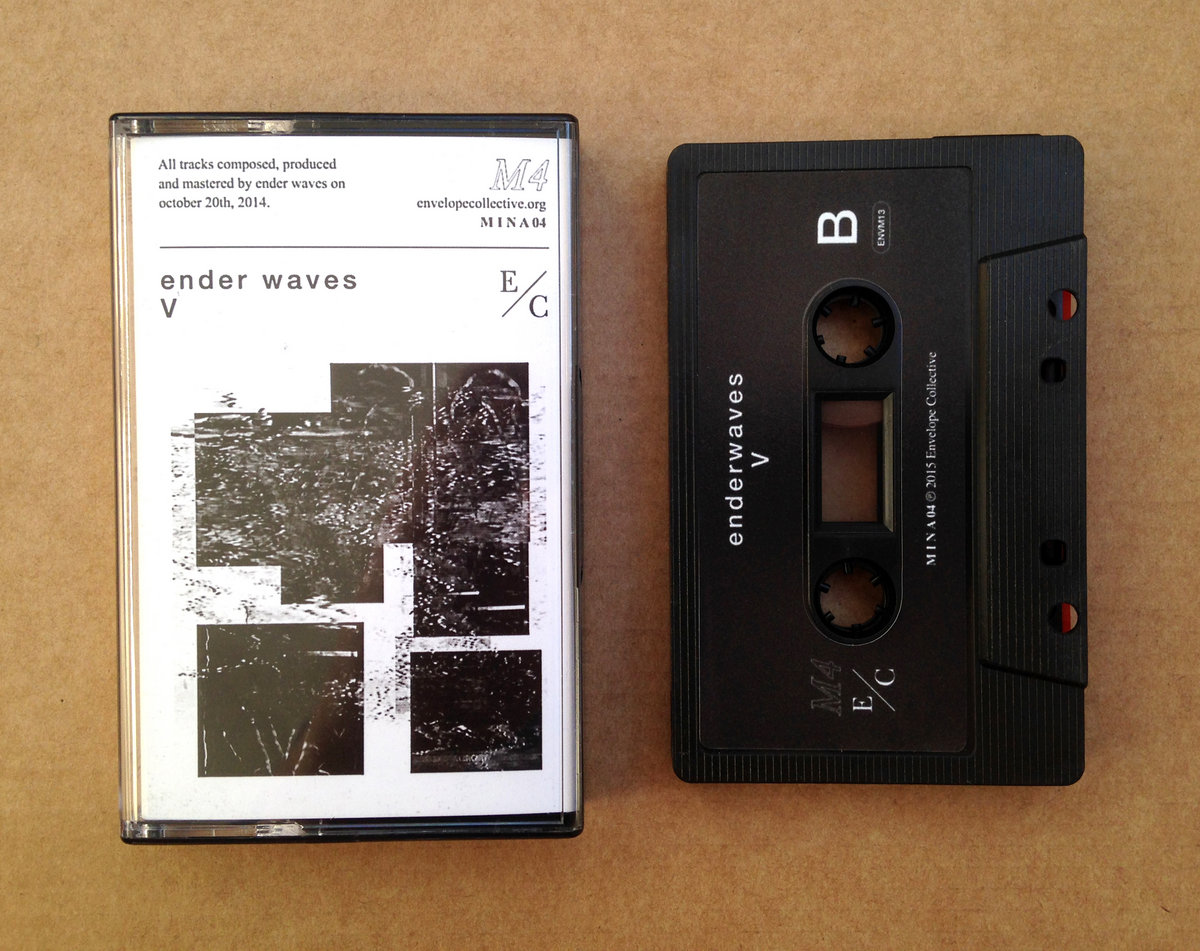 All tracks composed, produced
and mastered by ender waves on
october 20th, 2014.
M4
envelopecollective.org
MINA04
ender waves
V
E/C
B
ENVM13
enderwaves
V
MINA04 ℗ 2015 Envelope Collective
M4
E/C